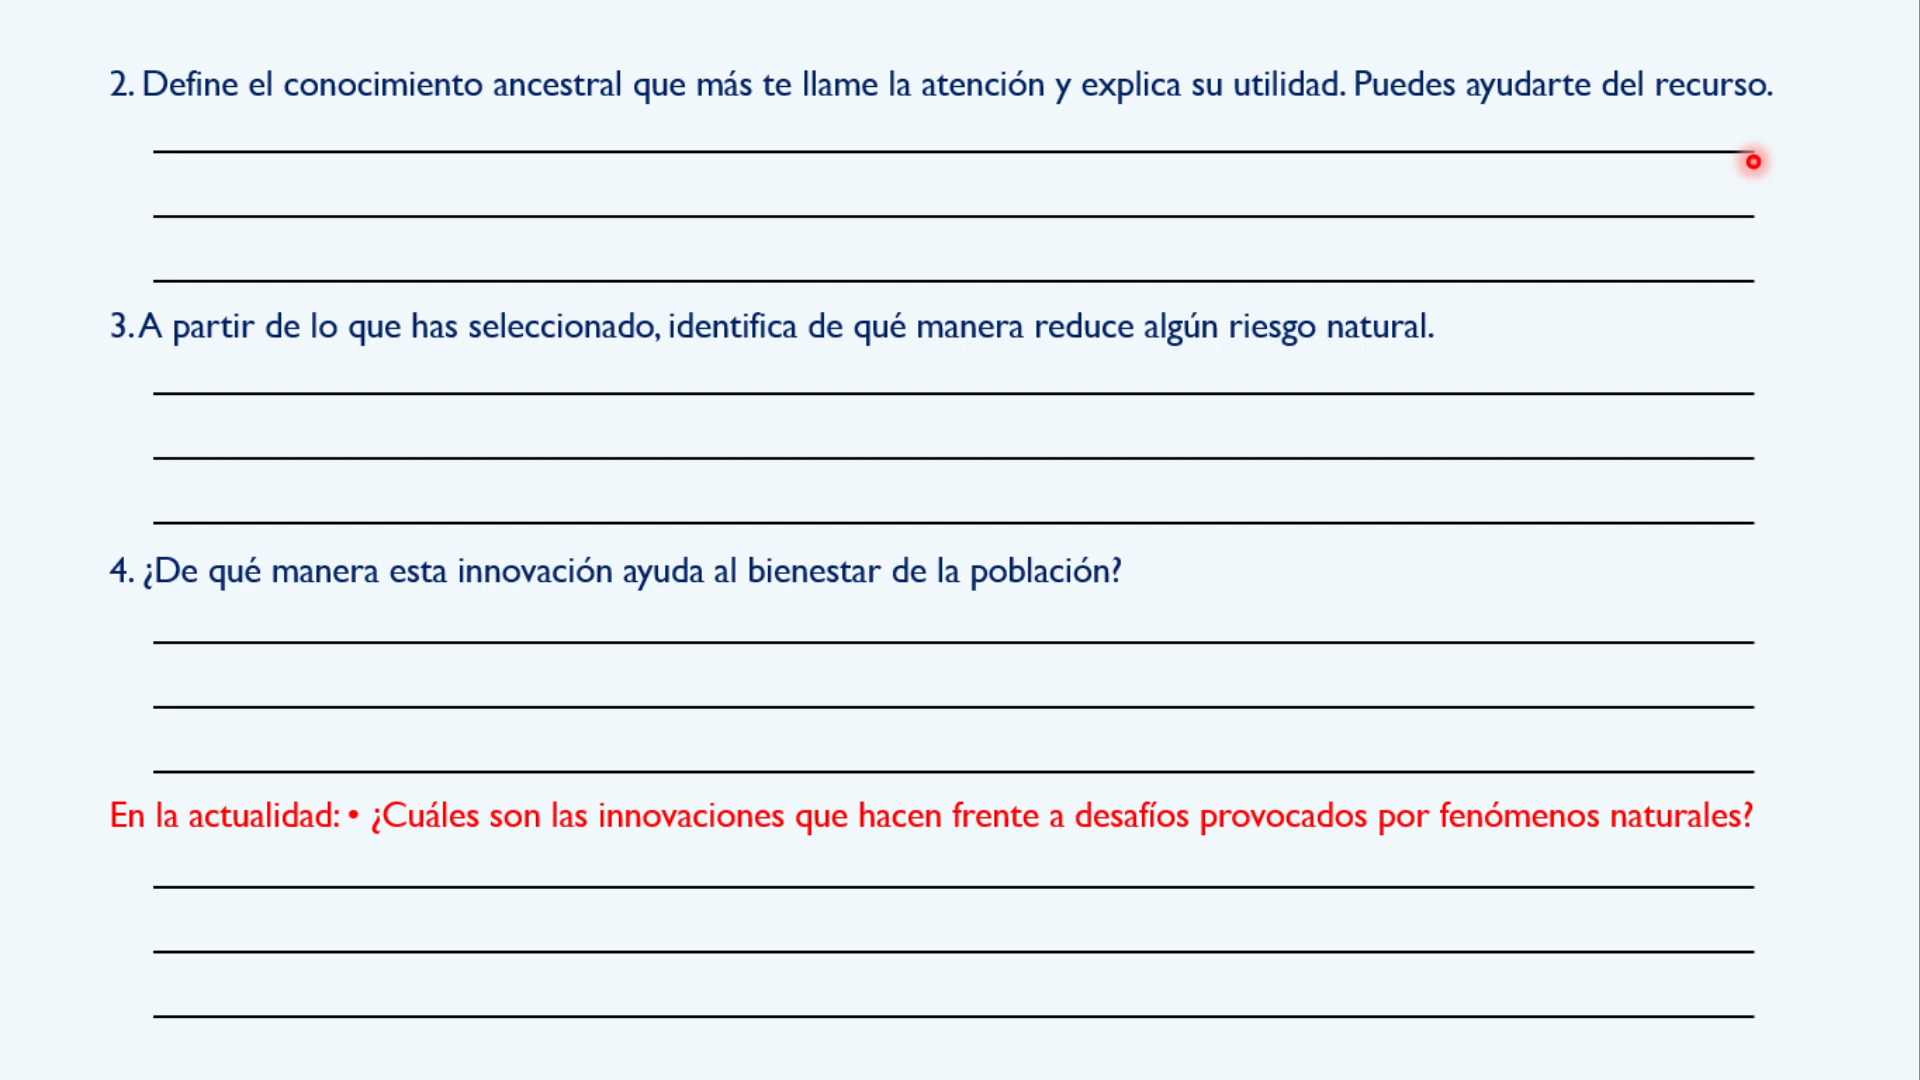 2. Define el conocimiento ancestral que más te llame la atención y explica su utilidad. Puedes ayudarte del recurso.
3. A partir de lo que has seleccionado, identifica de qué manera reduce algún riesgo natural.
4. ¿De qué manera esta innovación ayuda al bienestar de la población?
En la actualidad: • ¿Cuáles son las innovaciones que hacen frente a desafíos provocados por fenómenos naturales?